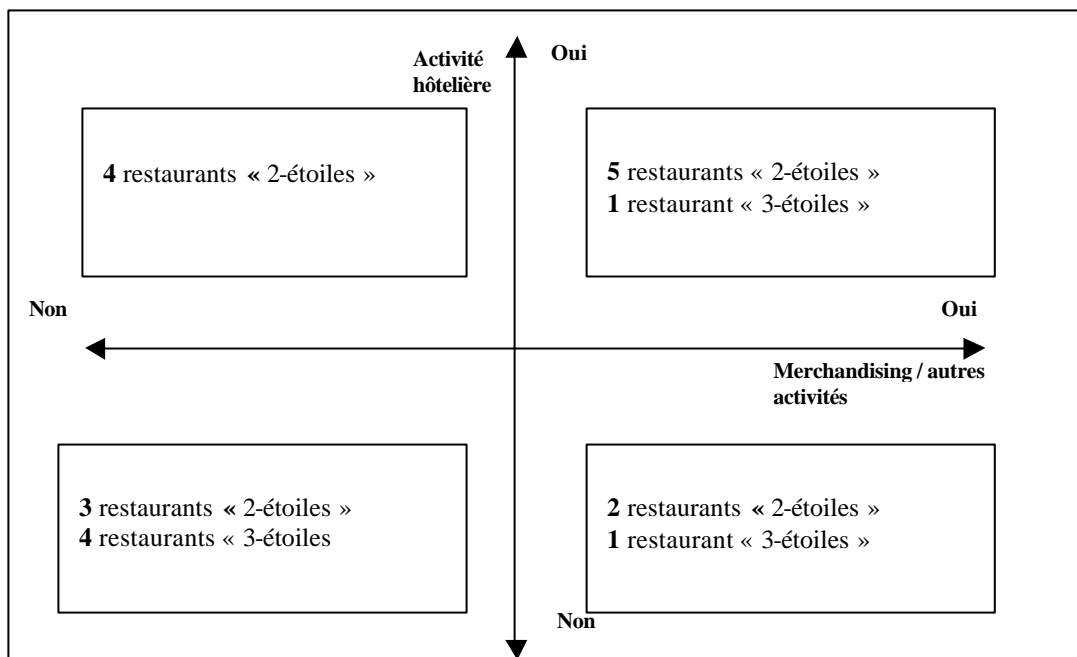 Activité
hôtelière
Oui
4 restaurants « 2-étoiles »
5 restaurants « 2-étoiles »
1 restaurant « 3-étoiles »
Non
Oui
Merchandising / autres
activités
3 restaurants « 2-étoiles »
4 restaurants « 3-étoiles
2 restaurants « 2-étoiles »
1 restaurant « 3-étoiles »
Non